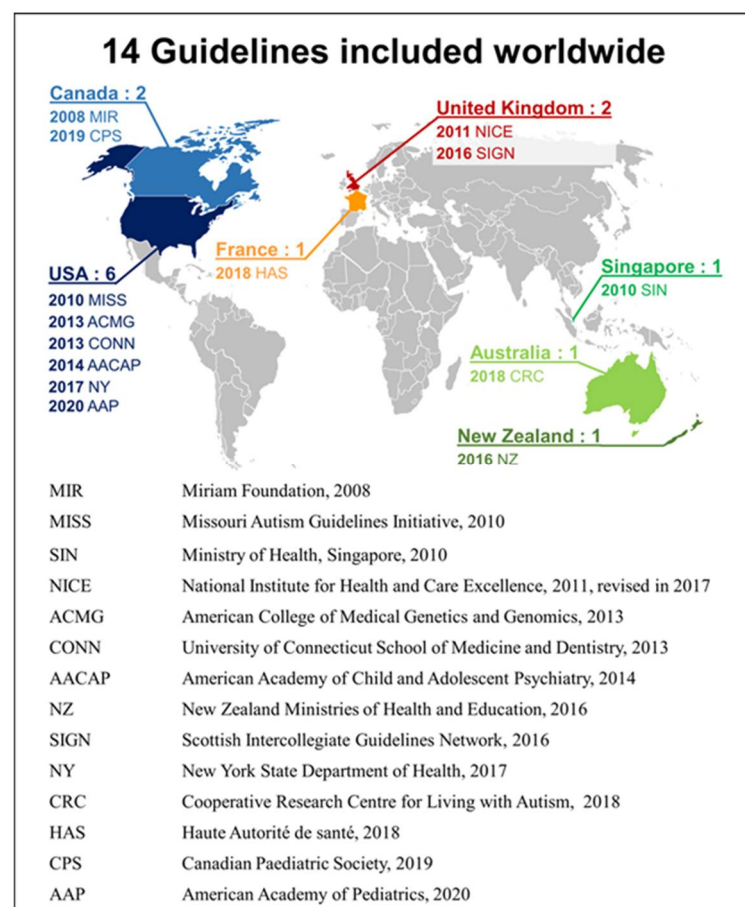 14 Guidelines included worldwide
Canada : 2
2008 MIR
2019 CPS
United Kingdom : 2
2011 NICE
2016 SIGN
France : 1
2018 HAS
USA : 6
2010 MISS
2013 ACMG
2013 CONN
2014 AACAP
2017 NY
2020 AAP
Singapore : 1
2010 SIN
Australia : 1
2018 CRC
New Zealand : 1
2016 NZ
MIR Miriam Foundation, 2008
MISS Missouri Autism Guidelines Initiative, 2010
SIN Ministry of Health, Singapore, 2010
NICE National Institute for Health and Care Excellence, 2011, revised in 2017
ACMG American College of Medical Genetics and Genomics, 2013
CONN University of Connecticut School of Medicine and Dentistry, 2013
AACAP American Academy of Child and Adolescent Psychiatry, 2014
NZ New Zealand Ministries of Health and Education, 2016
SIGN Scottish Intercollegiate Guidelines Network, 2016
NY New York State Department of Health, 2017
CRC Cooperative Research Centre for Living with Autism, 2018
HAS Haute Autorité de santé, 2018
CPS Canadian Paediatric Society, 2019
AAP American Academy of Pediatrics, 2020